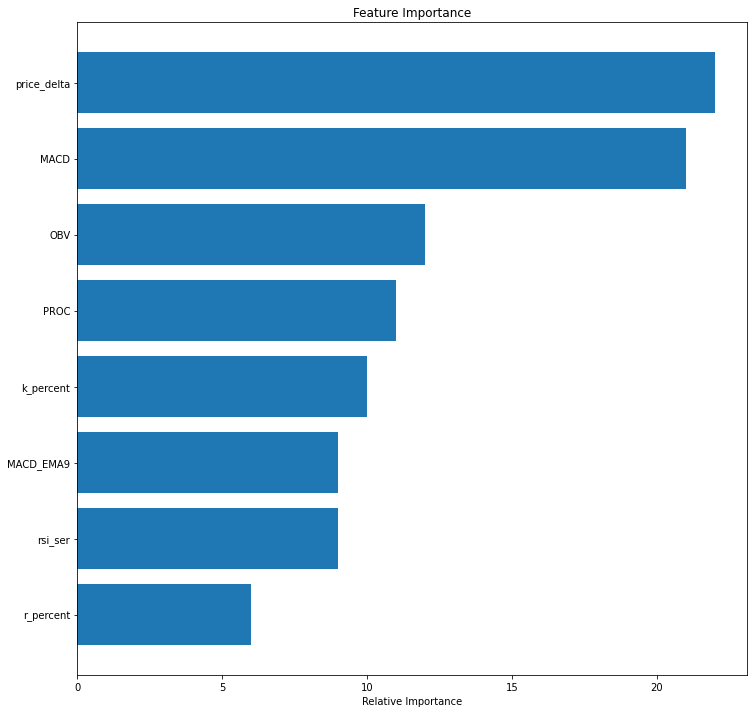 Feature Importance
price_delta
MACD
OBV
PROC
k_percent
MACD_EMA9
rsi_ser
r_percent
0 5 10 15 20
Relative Importance